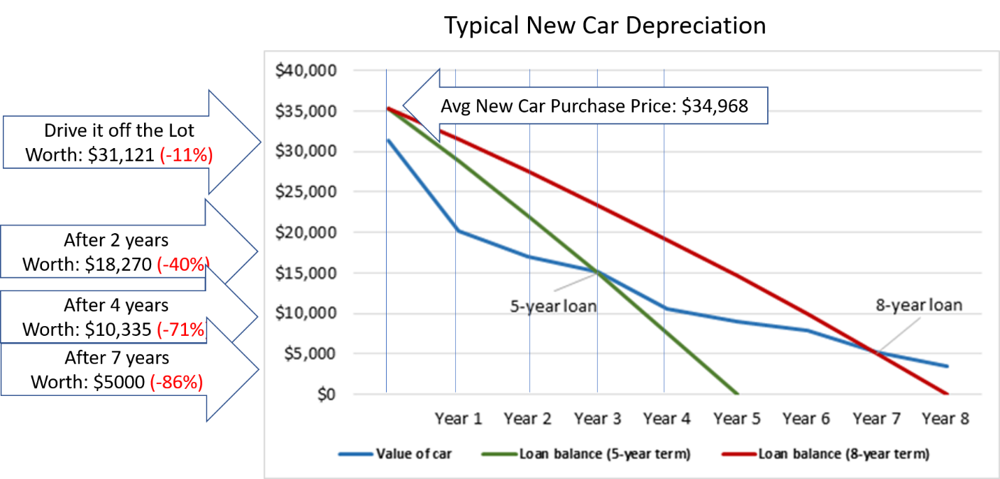 Typical New Car Depreciation
$40,000
$35,000
$30,000
$25,000
$20,000
$15,000
$10,000
$5,000
$0
Avg New Car Purchase Price: $34,968
Drive it off the Lot
Worth: $31,121 (-11%)
After 2 years
Worth: $18,270 (-40%)
After 4 years
Worth: $10,335 (-71%)
After 7 years
Worth: $5000 (-86%)
5-year loan
8-year loan
Year 1 Year 2 Year 3 Year 4 Year 5 Year 6 Year 7 Year 8
Value of car Loan balance (5-year term) Loan balance (8-year term)